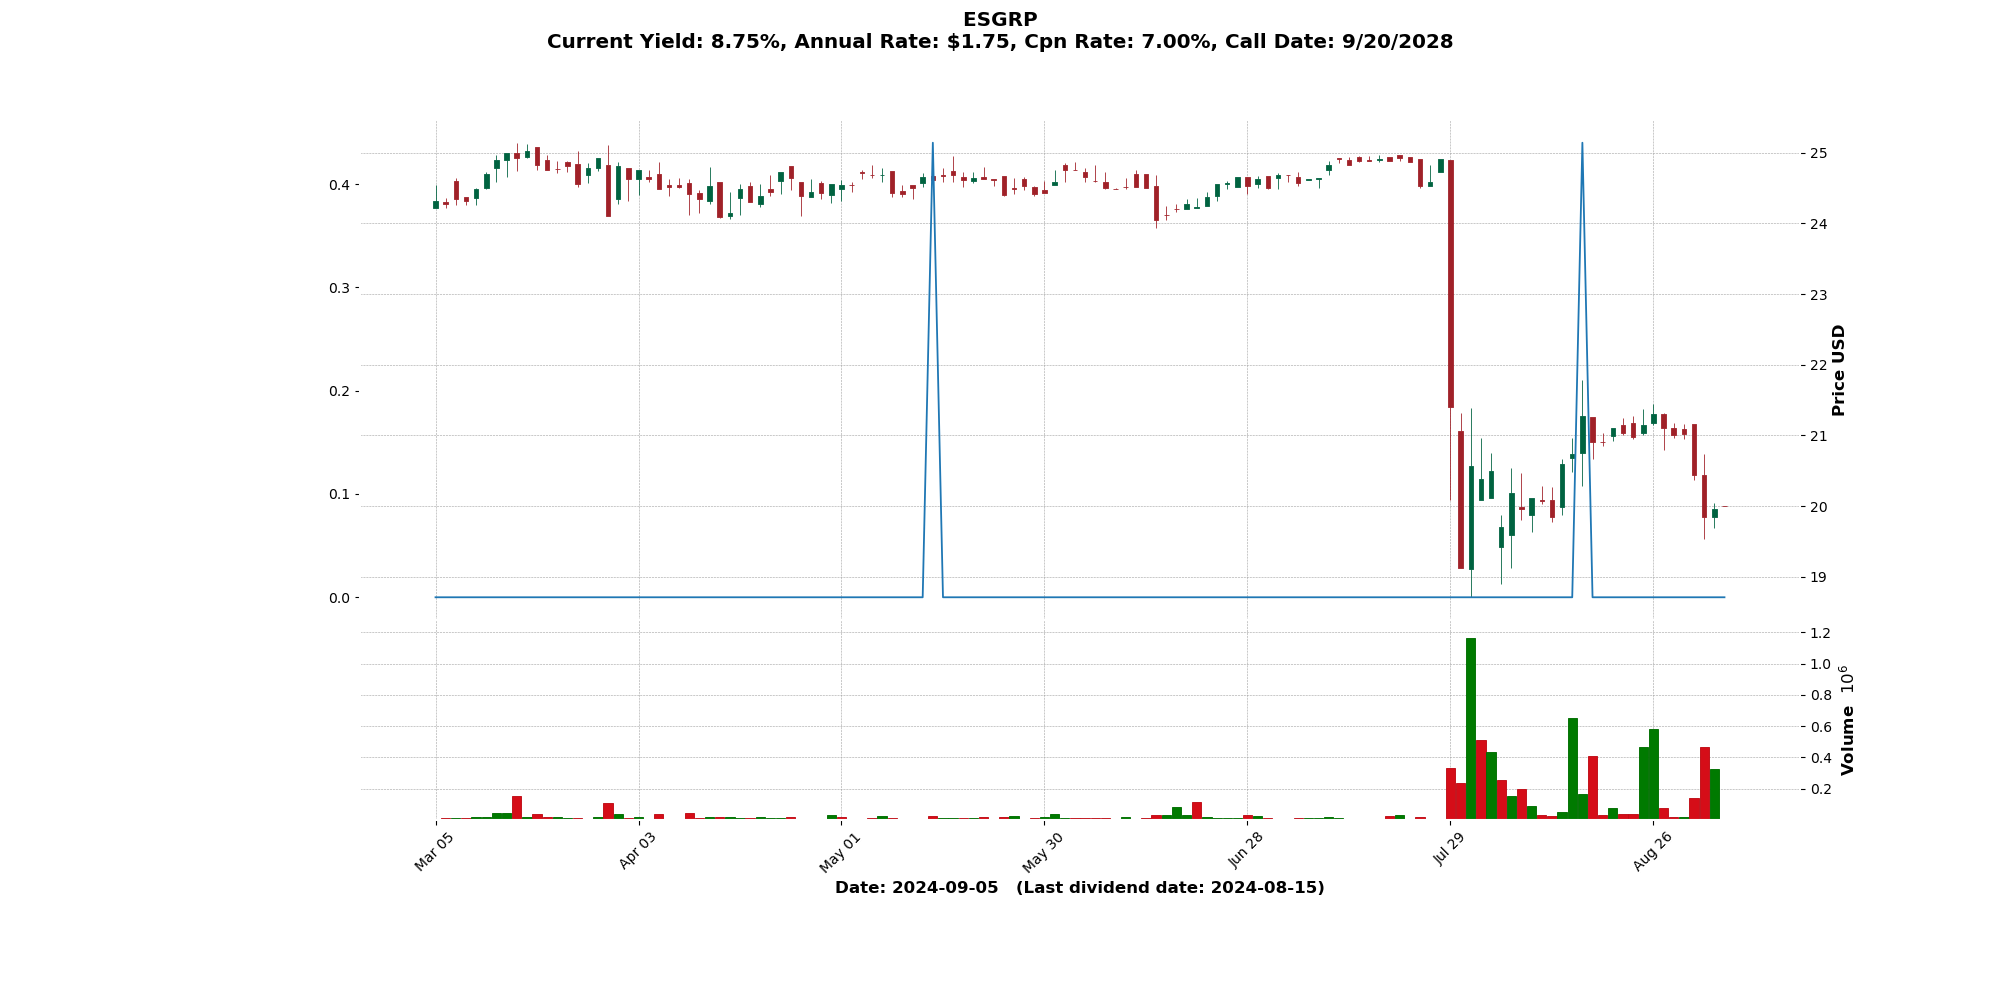 ESGRP
Current Yield: 8.75%, Annual Rate: $1.75, Cpn Rate: 7.00%, Call Date: 9/20/2028
0.4
0.3
0.2
0.1
0.0
25
24
23
22
21
20
19
Price USD
1.2
1.0
0.8
0.6
0.4
0.2
Volume 10⁶
Mar 05
Apr 03
May 01
May 30
Jun 28
Jul 29
Aug 26
Date: 2024-09-05 (Last dividend date: 2024-08-15)